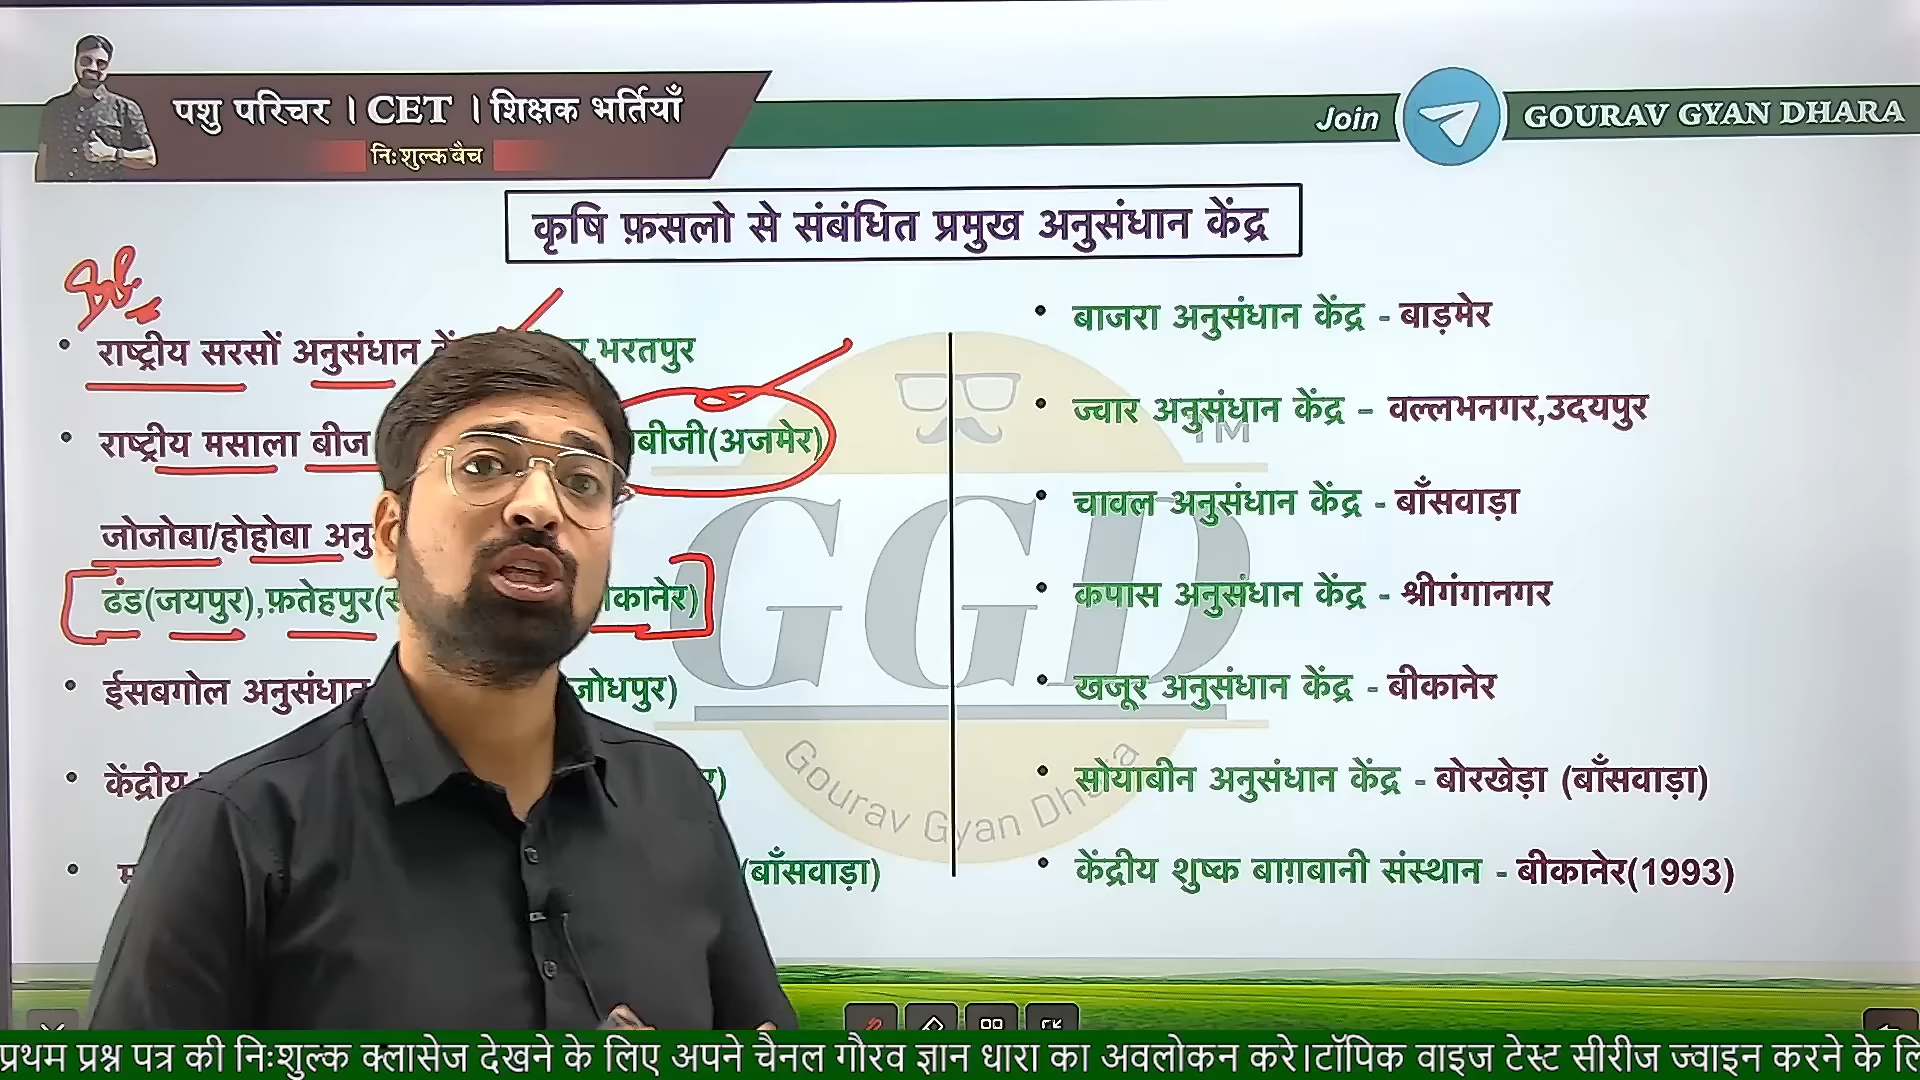 पशु परिचर । CET । शिक्षक भर्तियाँ
निः शुल्क बैच
Join GOURAV GYAN DHARA
कृषि फ़सलो से संबंधित प्रमुख अनुसंधान केंद्र
राष्ट्रीय सरसों अनुसंधान भरतपुर
राष्ट्रीय मसाला बीज बीजी(अजमेर)
जोजोबा/होहोबा
ढंड(जयपुर),फ़तेहपुर
ईसबगोल अनुसंधान जोधपुर)
केंद्रीय
(बाँसवाड़ा)
बाजरा अनुसंधान केंद्र - बाड़मेर
ज्वार अनुसंधान केंद्र – वल्लभनगर,उदयपुर
चावल अनुसंधान केंद्र - बाँसवाड़ा
कपास अनुसंधान केंद्र - श्रीगंगानगर
खजूर अनुसंधान केंद्र - बीकानेर
सोयाबीन अनुसंधान केंद्र - बोरखेड़ा (बाँसवाड़ा)
केंद्रीय शुष्क बाग़बानी संस्थान - बीकानेर(1993)
TM
GGD
Gourav Gyan Dhara
प्रथम प्रश्न पत्र की निःशुल्क क्लासेज देखने के लिए अपने चैनल गौरव ज्ञान धारा का अवलोकन करे।टॉपिक वाइज टेस्ट सीरीज ज्वाइन करने के